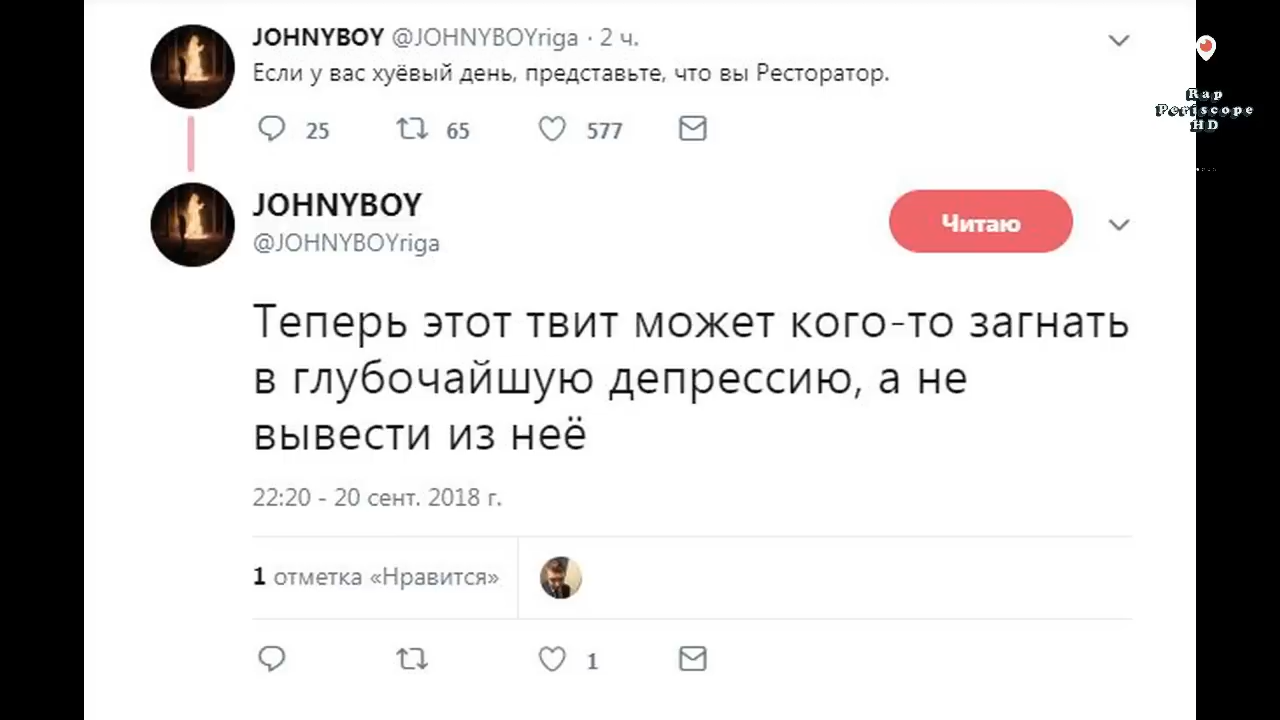 JOHNYBOY @JOHNYBOYriga · 2 ч.
Если у вас хуёвый день, представьте, что вы Ресторатор.
25 65 577
JOHNYBOY
@JOHNYBOYriga
Читаю
Теперь этот твит может кого-то загнать
в глубочайшую депрессию, а не
вывести из неё
22:20 - 20 сент. 2018 г.
1 отметка «Нравится»
1
Rap
Periscope
HD